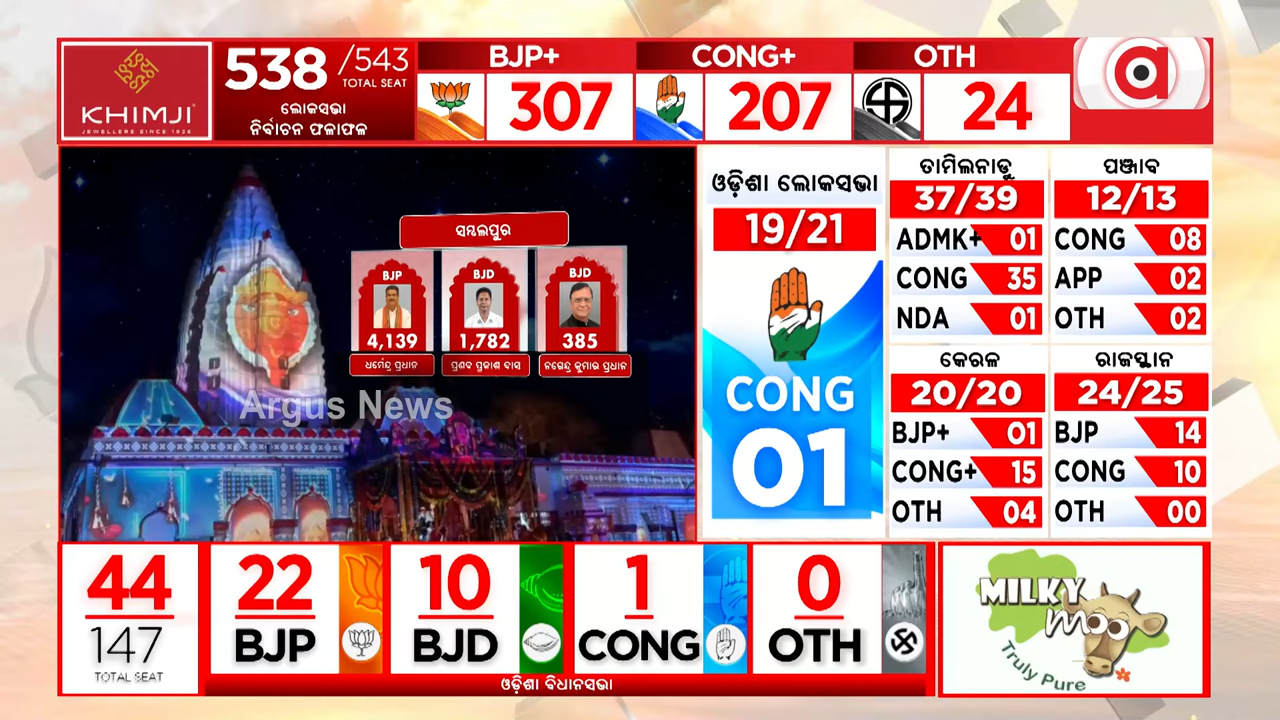 KHIMJI
JEWELLERS SINCE 1936
538 /543
TOTAL SEAT
ଲୋକସଭା
ନିର୍ବାଚନ ଫଳାଫଳ
BJP+
307
CONG+
207
OTH
24
a
ସମ୍ବଲପୁର
BJP
4,139
ଧର୍ମେନ୍ଦ୍ର ପ୍ରଧାନ
BJD
1,782
ପ୍ରଣବ ପ୍ରକାଶ ଦାସ
BJD
385
ନଗେନ୍ଦ୍ର କୁମାର ପ୍ରଧାନ
Argus News
ଓଡ଼ିଶା ଲୋକସଭା
19/21
CONG
01
ତାମିଲନାଡୁ
37/39
ADMK+ 01
CONG 35
NDA 01
ପଞ୍ଜାବ
12/13
CONG 08
APP 02
OTH 02
କେରଳ
20/20
BJP+ 01
CONG+ 15
OTH 04
ରାଜସ୍ଥାନ
24/25
BJP 14
CONG 10
OTH 00
44
147
TOTAL SEAT
22
BJP
10
BJD
1
CONG
0
OTH
ଓଡ଼ିଶା ବିଧାନସଭା
MILKY
moo
Truly Pure